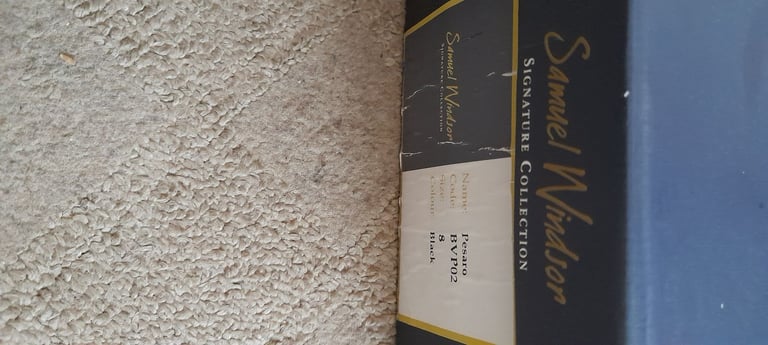 Samuel Windsor
SIGNATURE COLLECTION
Samuel Windsor
SIGNATURE COLLECTION
Name: Pesaro
Code: BVP02
Size: 8
Colour: Black